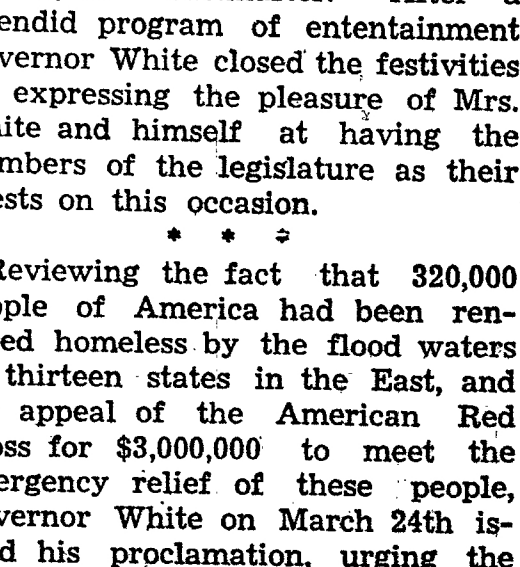 endid program of ententainment
vernor White closed the festivities
expressing the pleasure of Mrs.
ite and himself at having the
mbers of the legislature as their
ests on this occasion.
* * *
Reviewing the fact that 320,000
ople of America had been ren-
ed homeless by the flood waters
thirteen states in the East, and
appeal of the American Red
oss for $3,000,000 to meet the
ergency relief of these people,
vernor White on March 24th is-
d his proclamation, urging the